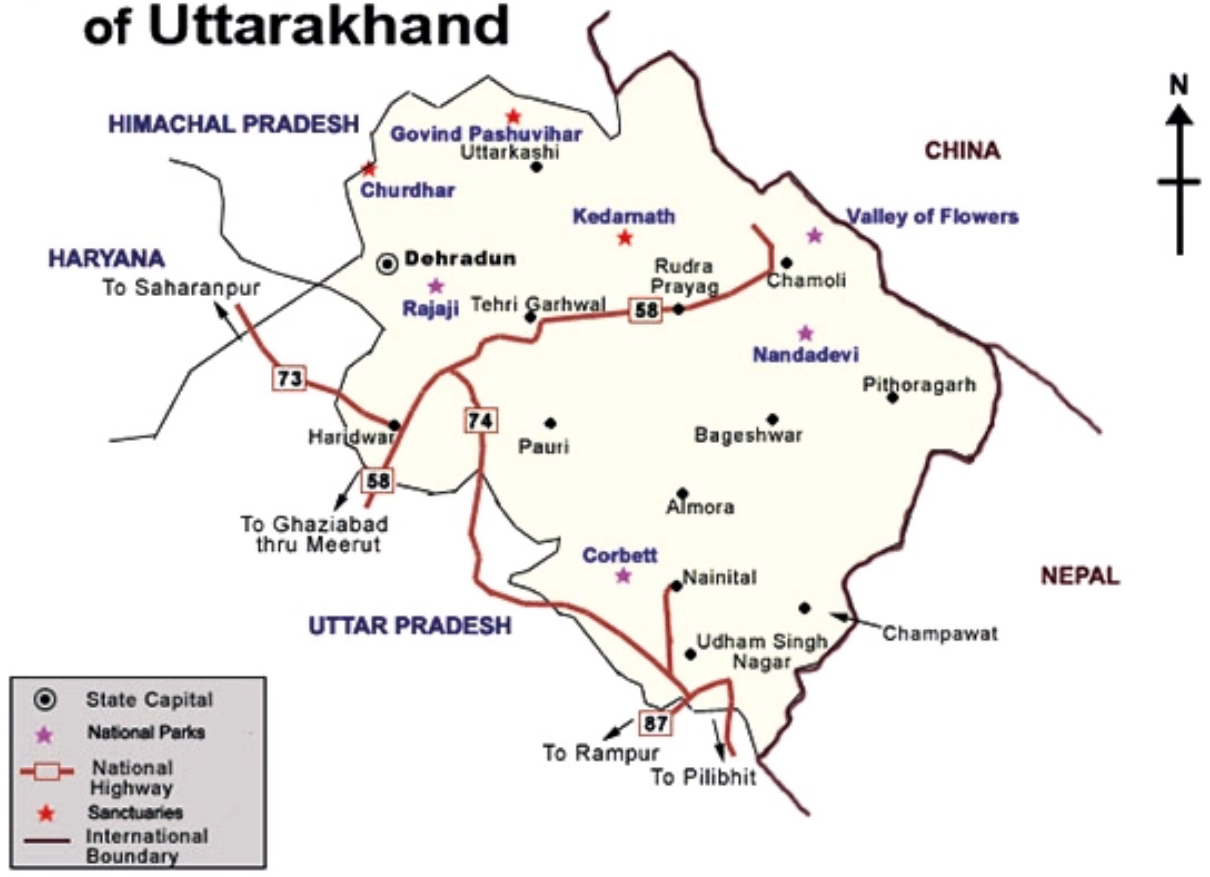 of Uttarakhand
N
HIMACHAL PRADESH
Govind Pashuvihar
Uttarkashi
CHINA
Churdhar
Kedarnath
Valley of Flowers
HARYANA
To Saharanpur
Dehradun
Rudra
Prayag
Chamoli
Rajaji
Tehri Garhwal
58
Nandadevi
73
Pithoragarh
74
Haridwar
Pauri
Bageshwar
58
Almora
To Ghaziabad
thru Meerut
Corbett
Nainital
NEPAL
UTTAR PRADESH
Champawat
Udham Singh
Nagar
87
To Rampur
To Pilibhit
State Capital
National Parks
National
Highway
Sanctuaries
International
Boundary